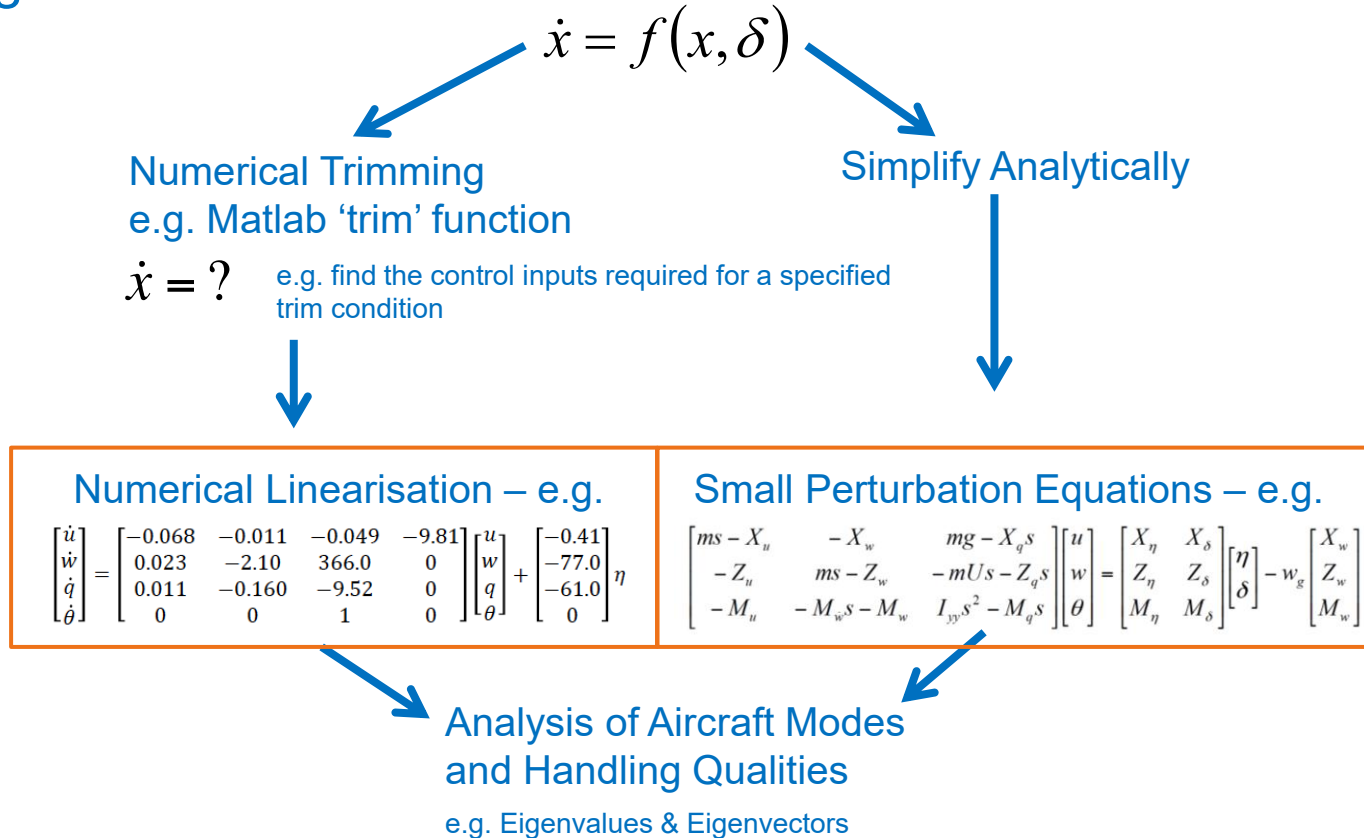 ẋ = f(x, δ)
Numerical Trimming
e.g. Matlab ‘trim’ function
ẋ = ?
e.g. find the control inputs required for a specified
trim condition
Simplify Analytically
Numerical Linearisation – e.g.
[u̇ ẇ q̇ θ̇] = [−0.068 −0.011 −0.049 −9.81] [u w q θ] + [−0.41] η
0.023 −2.10 366.0 0 −77.0
0.011 −0.160 −9.52 0 −61.0
0 0 1 0 0
Small Perturbation Equations – e.g.
[ms − X_u −X_w mg − X_q s] [u w θ] = [X_η X_δ] [η δ] − w_g [X_w]
−Z_u ms − Z_w −mUs − Z_q s Z_η Z_δ Z_w
−M_u −M_ẇ s − M_w I_yy s² − M_q s M_η M_δ M_w
Analysis of Aircraft Modes
and Handling Qualities
e.g. Eigenvalues & Eigenvectors